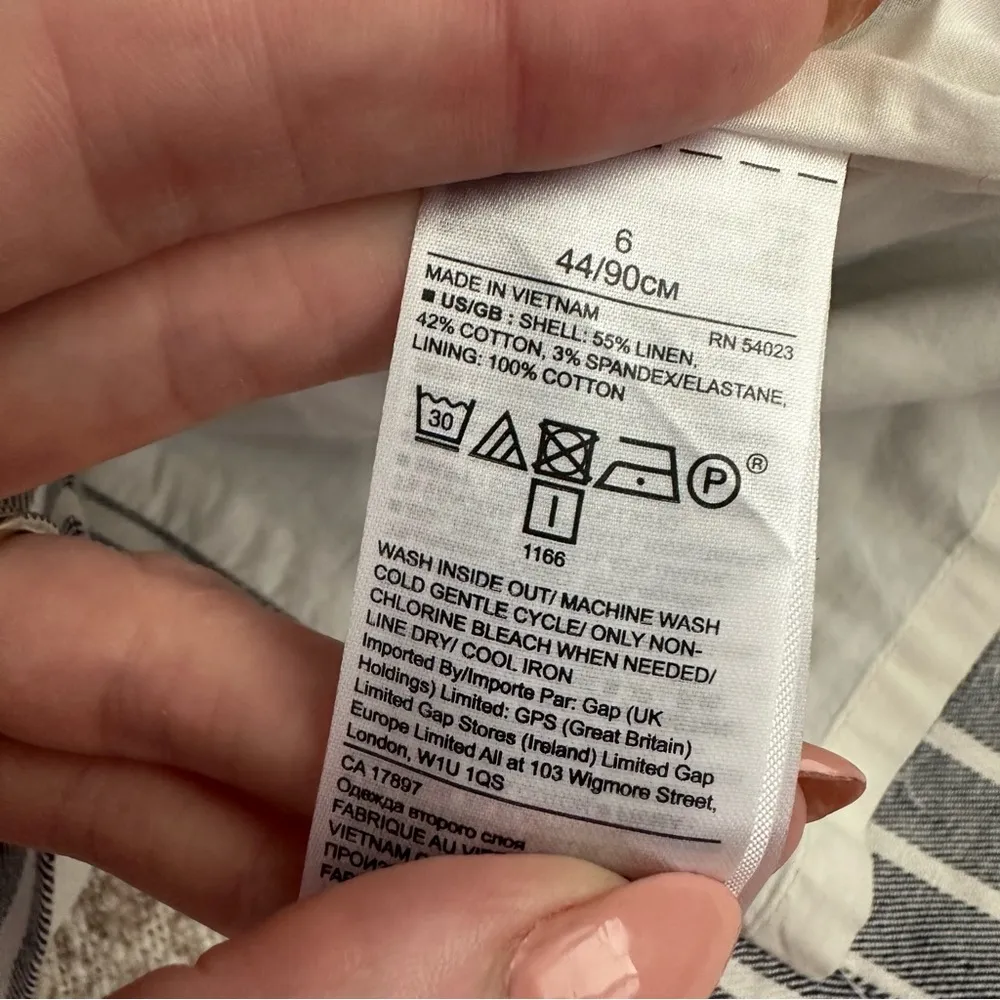 6
44/90CM
MADE IN VIETNAM
RN 54023
■ US/GB : SHELL: 55% LINEN,
42% COTTON, 3% SPANDEX/ELASTANE,
LINING: 100% COTTON
30
P ®
1166
WASH INSIDE OUT/ MACHINE WASH
COLD GENTLE CYCLE/ ONLY NON-
CHLORINE BLEACH WHEN NEEDED/
LINE DRY/ COOL IRON
Imported By/Importe Par: Gap (UK
Holdings) Limited: GPS (Great Britain)
Limited Gap Stores (Ireland) Limited Gap
Europe Limited All at 103 Wigmore Street,
London, W1U 1QS
CA 17897
Одежда второго слоя
FABRIQUE AU
VIETNAM